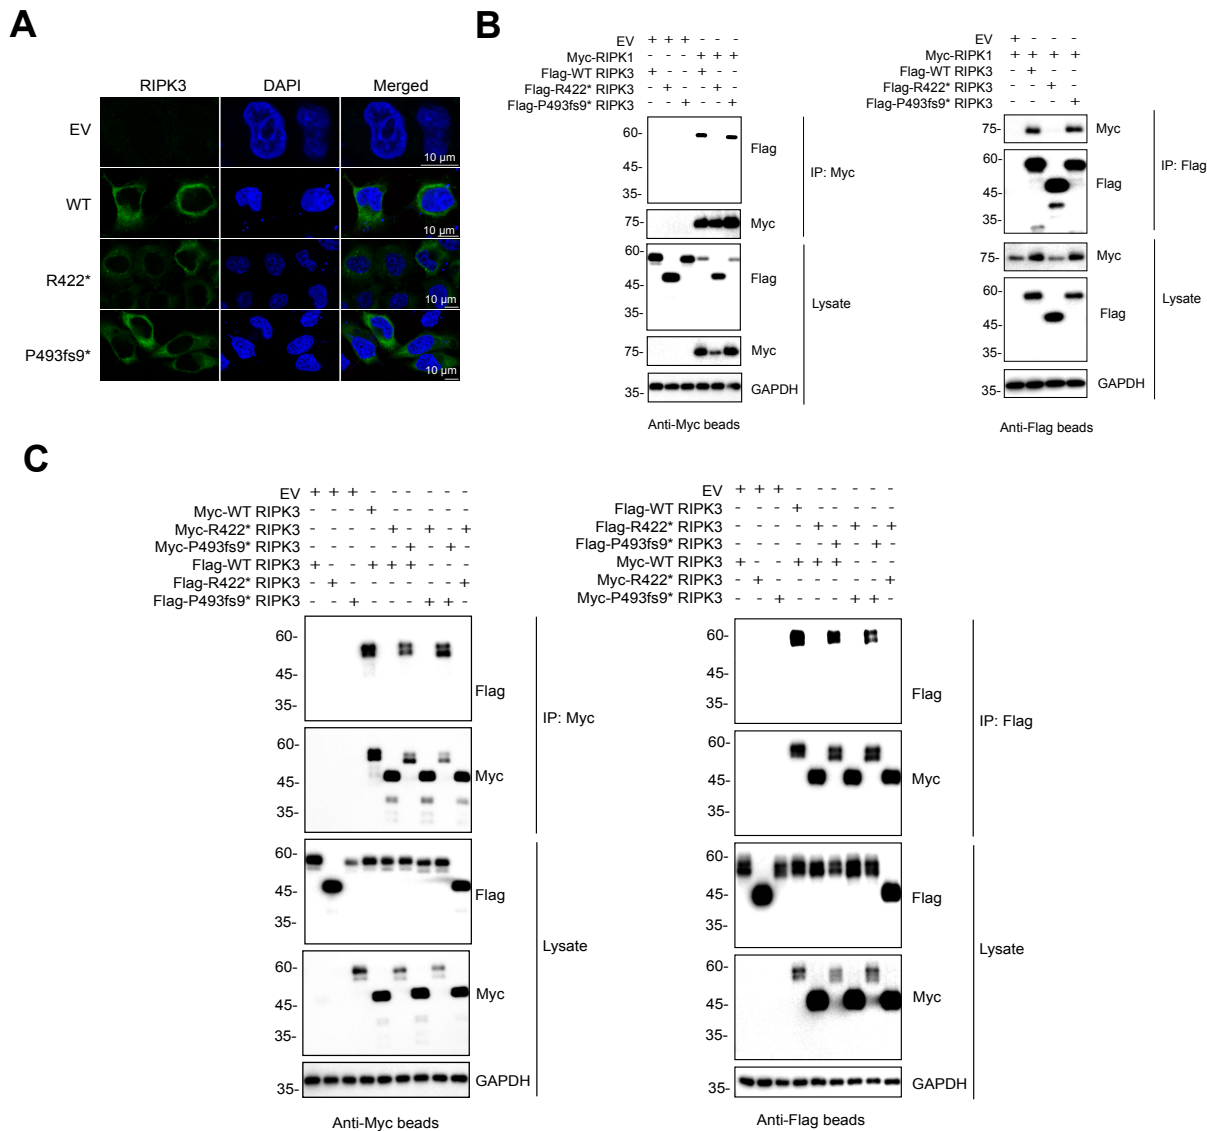 A
RIPK3 DAPI Merged
EV
10 µm
WT
10 µm
R422*
10 µm
P493fs9*
10 µm
B
EV + + + - - -
Myc-RIPK1 - - - + + +
Flag-WT RIPK3 + - - + - -
Flag-R422* RIPK3 - + - - + -
Flag-P493fs9* RIPK3 - - + - - +
60-
45-
35-
Flag
75-
Myc
IP: Myc
60-
45-
35-
Flag
75-
Myc
35-
GAPDH
Lysate
Anti-Myc beads
EV + - - -
Myc-RIPK1 + + + +
Flag-WT RIPK3 - + - -
Flag-R422* RIPK3 - - + -
Flag-P493fs9* RIPK3 - - - +
75-
Myc
60-
45-
35-
Flag
IP: Flag
75-
Myc
60-
45-
35-
Flag
35-
GAPDH
Lysate
Anti-Flag beads
C
EV + + + - - - - - -
Myc-WT RIPK3 - - - + - - - - -
Myc-R422* RIPK3 - - - - + - + - +
Myc-P493fs9* RIPK3 - - - - - + - + -
Flag-WT RIPK3 + - - + + + - - -
Flag-R422* RIPK3 - + - - - - - - +
Flag-P493fs9* RIPK3 - - + - - - + + -
60-
45-
35-
Flag
60-
45-
35-
Myc
IP: Myc
60-
45-
35-
Flag
60-
45-
35-
Myc
35-
GAPDH
Lysate
Anti-Myc beads
EV + + + - - - - - -
Flag-WT RIPK3 - - - + - - - - -
Flag-R422* RIPK3 - - - - + - + - +
Flag-P493fs9* RIPK3 - - - - - + - + -
Myc-WT RIPK3 + - - + + + - - -
Myc-R422* RIPK3 - + - - - - - - +
Myc-P493fs9* RIPK3 - - + - - - + + -
60-
45-
35-
Flag
60-
45-
35-
Myc
IP: Flag
60-
45-
35-
Flag
60-
45-
35-
Myc
35-
GAPDH
Lysate
Anti-Flag beads